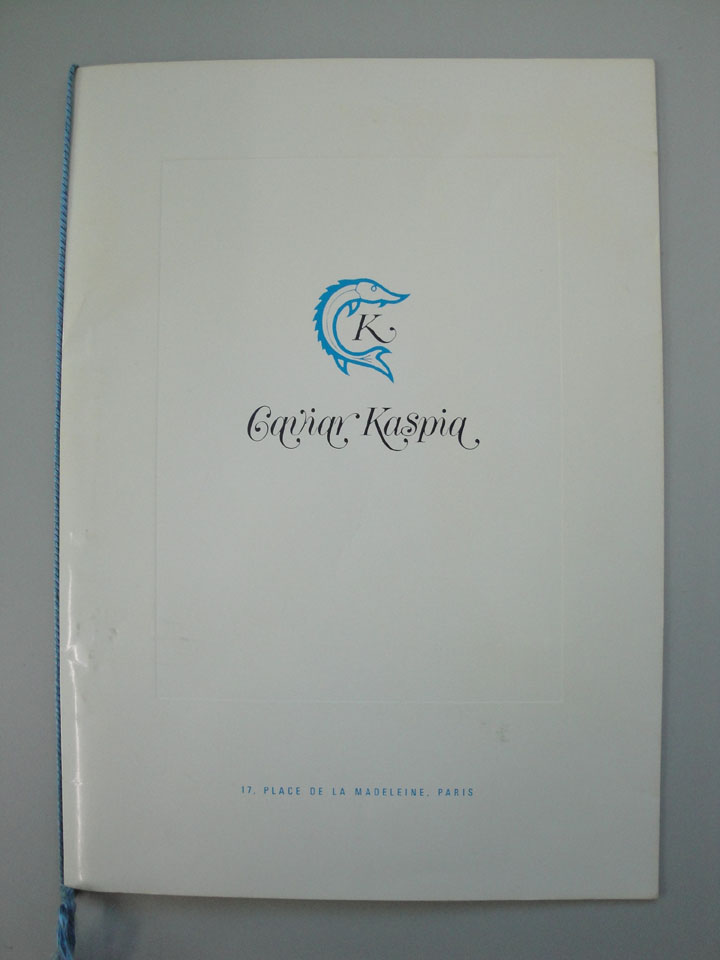 K
Caviar Kaspia
17, PLACE DE LA MADELEINE, PARIS